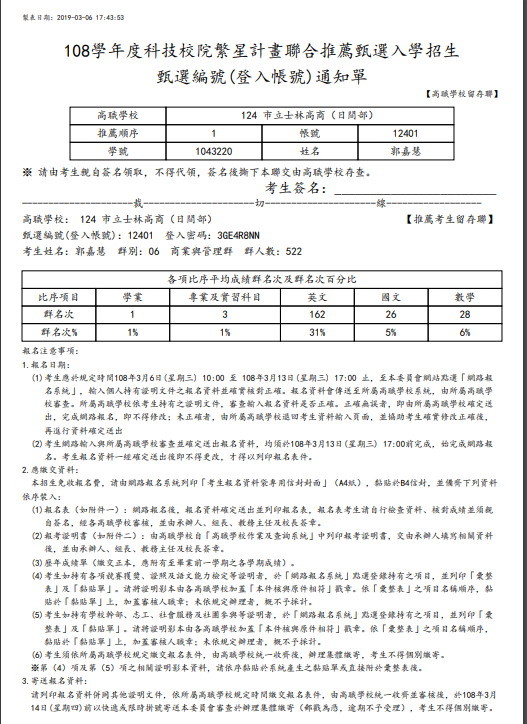 製表日期：2019-03-06 17:43:53
108學年度科技校院繁星計畫聯合推薦甄選入學招生
甄選編號(登入帳號)通知單
【高職學校留存聯】
高職學校 124 市立士林高商（日間部）
推薦順序 1 帳號 12401
學號 1043220 姓名 郭嘉慧
※ 請由考生親自簽名領取，不得代領，簽名後撕下本聯交由高職學校存查。
考生簽名：
裁 切 線
高職學校： 124 市立士林高商（日間部） 【推薦考生留存聯】
甄選編號(登入帳號)：12401 登入密碼：3GE4R8NN
考生姓名：郭嘉慧 群別：06 商業與管理群 群人數：522
各項比序平均成績群名次及群名次百分比
比序項目 學業 專業及實習科目 英文 國文 數學
群名次 1 3 162 26 28
群名次% 1% 1% 31% 5% 6%
報名注意事項：
1.報名日期：
(1)考生應於規定時間108年3月6日(星期三) 10:00 至 108年3月13日(星期三) 17:00 止，至本委員會網站點選「網路報
名系統」，輸入個人持有證明文件之報名資料並確實核對正確。報名資料會傳送至所屬高職學校系統，由所屬高職學
校審查。所屬高職學校依考生持有之證明文件，審查輸入報名資料是否正確。正確無誤者，即由所屬高職學校確定送
出，完成網路報名，即不得修改；未正確者，由所屬高職學校退回考生資料輸入頁面，並協助考生確實修改正確後，
再進行資料確定送出
(2)考生網路輸入與所屬高職學校審查並確定送出報名資料，均須於108年3月13日(星期三) 17:00前完成，始完成網路報
名。考生報名資料一經確定送出後即不得更改，才得以列印報名表件。
2.應繳交資料：
本招生免收報名費，請由網路報名系統列印「考生報名資料袋專用信封封面」（A4紙），黏貼於B4信封，並備齊下列資料
依序裝入：
(1)報名表（如附件一）：網路報名後，報名資料確定送出並列印報名表，報名表考生請自行檢查資料、核對成績並須親
自簽名，經各高職學校審核，並由承辦人、組長、教務主任及校長簽章。
(2)報考證明書（如附件二）：由高職學校自「高職學校作業及查詢系統」中列印報考證明書，交由承辦人填寫相關資料
後，並由承辦人、組長、教務主任及校長簽章。
(3)歷年成績單（繳交正本，應附有至畢業前一學期之各學期成績）。
(4)考生如持有各項競賽獲獎、證照及語文能力檢定等證明者，於「網路報名系統」點選登錄持有之項目，並列印「彙整
表」及「黏貼單」。請將證明影本由各高職學校加蓋「本件核與原件相符」戳章。依「彙整表」之項目名稱順序，黏
貼於「黏貼單」上，加蓋審核人職章；未依規定辦理者，概不予採計。
(5)考生如持有學校幹部、志工、社會服務及社團參與等證明者，於「網路報名系統」點選登錄持有之項目，並列印「彙
整表」及「黏貼單」。請將證明影本由各高職學校加蓋「本件核與原件相符」戳章。依「彙整表」之項目名稱順序，
黏貼於「黏貼單」上，加蓋審核人職章；未依規定辦理者，概不予採計。
(6)考生須依所屬高職學校規定繳交報名表件，由高職學校統一收齊後，辦理集體繳寄，考生不得個別繳寄。
※第（4）項及第（5）項之相關證明影本資料，請依序黏貼於系統產生之黏貼單或直接附於彙整表後。
3.寄送報名資料：
請列印報名資料併同其他證明文件，依所屬高職學校規定時間繳交報名表件，由高職學校統一收齊並審核後，於108年3月
14日(星期四)前以快遞或限時掛號寄送本委員會審查於辦理集體繳寄（郵戳為憑，逾期不予受理），考生不得個別繳寄。